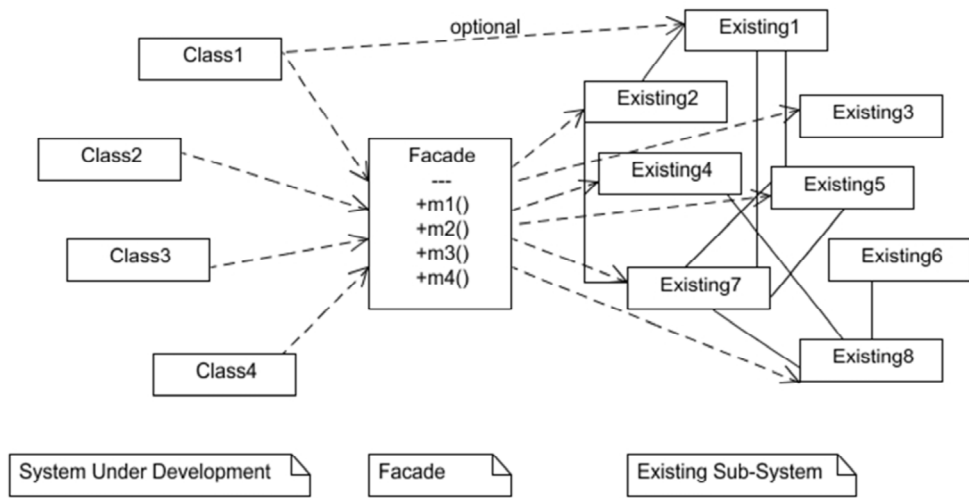 optional
Existing1
Class1
Existing2
Existing3
Class2
Facade
---
+m1()
+m2()
+m3()
+m4()
Existing4
Existing5
Class3
Existing6
Existing7
Class4
Existing8
System Under Development
Facade
Existing Sub-System